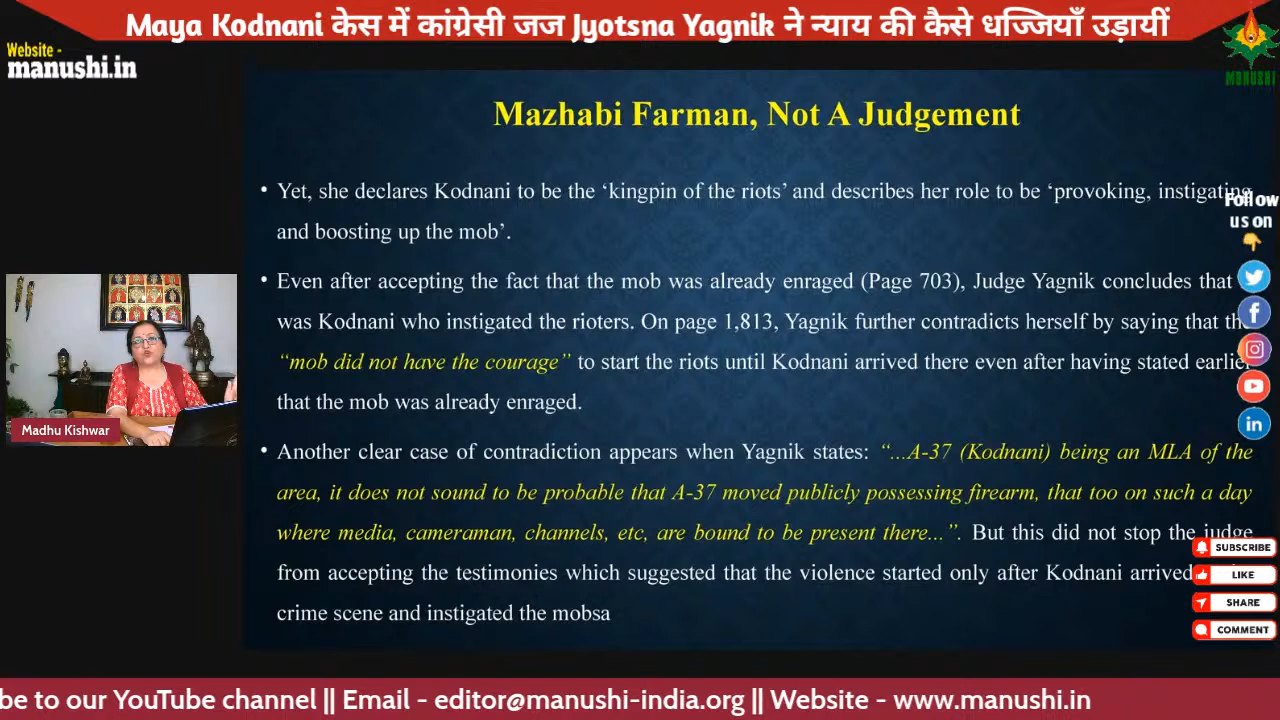 Maya Kodnani केस में कांग्रेसी जज Jyotsna Yagnik ने न्याय की कैसे धज्जियाँ उड़ायीं
Website -
manushi.in
MANUSHI
Mazhabi Farman, Not A Judgement
• Yet, she declares Kodnani to be the ‘kingpin of the riots’ and describes her role to be ‘provoking, instigating
and boosting up the mob’.
• Even after accepting the fact that the mob was already enraged (Page 703), Judge Yagnik concludes that
was Kodnani who instigated the rioters. On page 1,813, Yagnik further contradicts herself by saying that the
“mob did not have the courage” to start the riots until Kodnani arrived there even after having stated earlier
that the mob was already enraged.
• Another clear case of contradiction appears when Yagnik states: “...A-37 (Kodnani) being an MLA of the
area, it does not sound to be probable that A-37 moved publicly possessing firearm, that too on such a day
where media, cameraman, channels, etc, are bound to be present there...”. But this did not stop the judge
from accepting the testimonies which suggested that the violence started only after Kodnani arrived
crime scene and instigated the mobsa
Follow
us on
Madhu Kishwar
SUBSCRIBE
LIKE
SHARE
COMMENT
be to our YouTube channel || Email - editor@manushi-india.org || Website - www.manushi.in